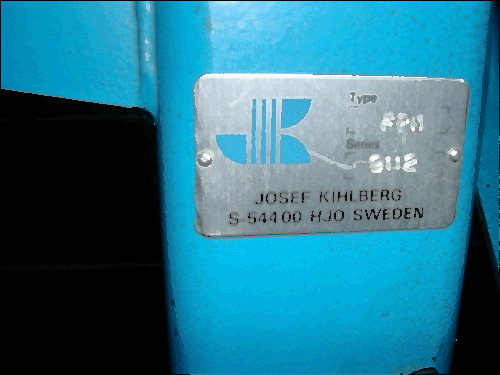 Type
Series
JOSEF KIHLBERG
S-54400 HJO SWEDEN